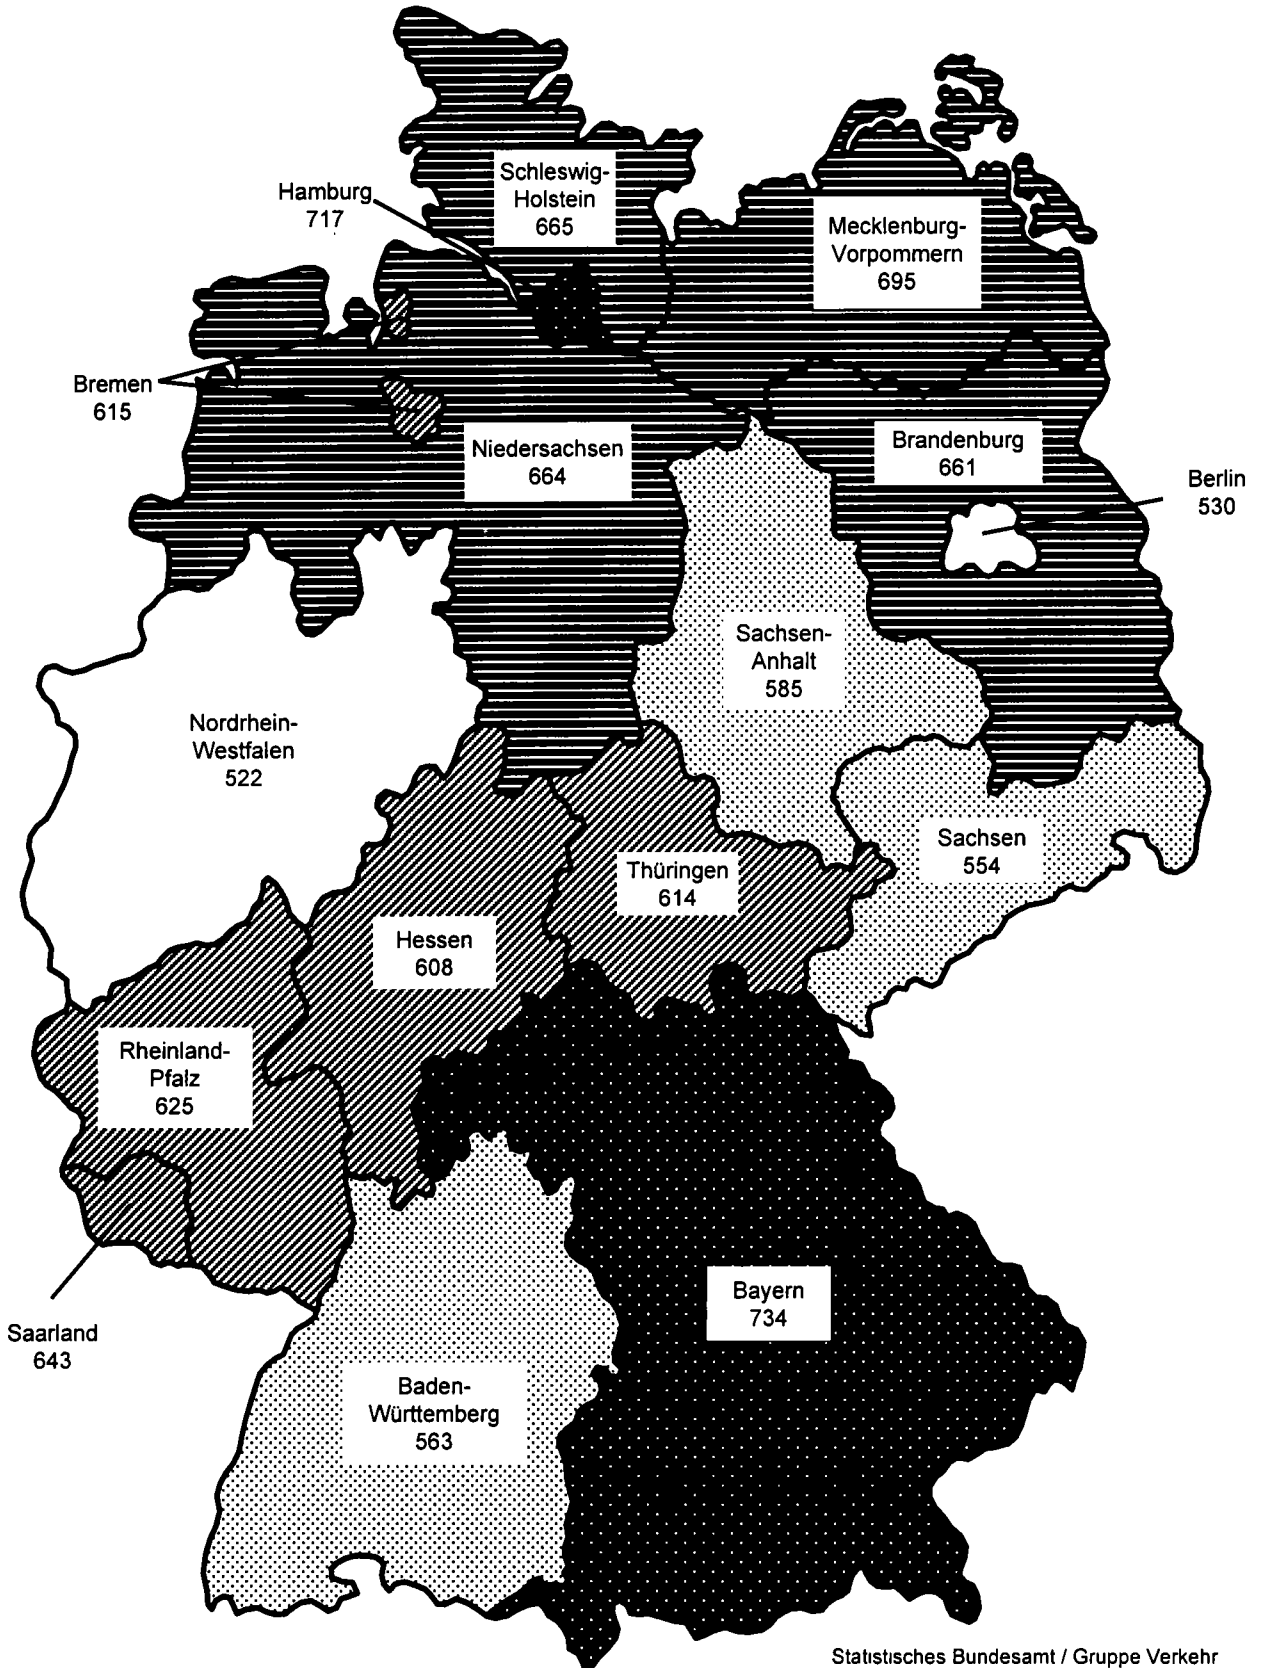 Schleswig-
Holstein
665
Hamburg
717
Mecklenburg-
Vorpommern
695
Bremen
615
Niedersachsen
664
Brandenburg
661
Berlin
530
Sachsen-
Anhalt
585
Nordrhein-
Westfalen
522
Sachsen
554
Thüringen
614
Hessen
608
Rheinland-
Pfalz
625
Saarland
643
Bayern
734
Baden-
Württemberg
563
Statistisches Bundesamt / Gruppe Verkehr